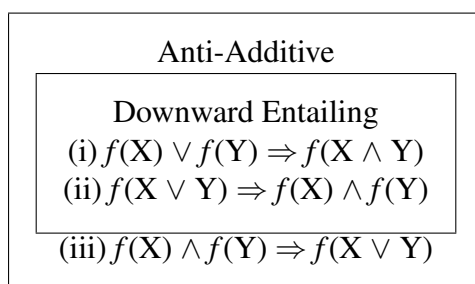 Anti-Additive
Downward Entailing
(i) f(X) ∨ f(Y) ⇒ f(X ∧ Y)
(ii) f(X ∨ Y) ⇒ f(X) ∧ f(Y)
(iii) f(X) ∧ f(Y) ⇒ f(X ∨ Y)